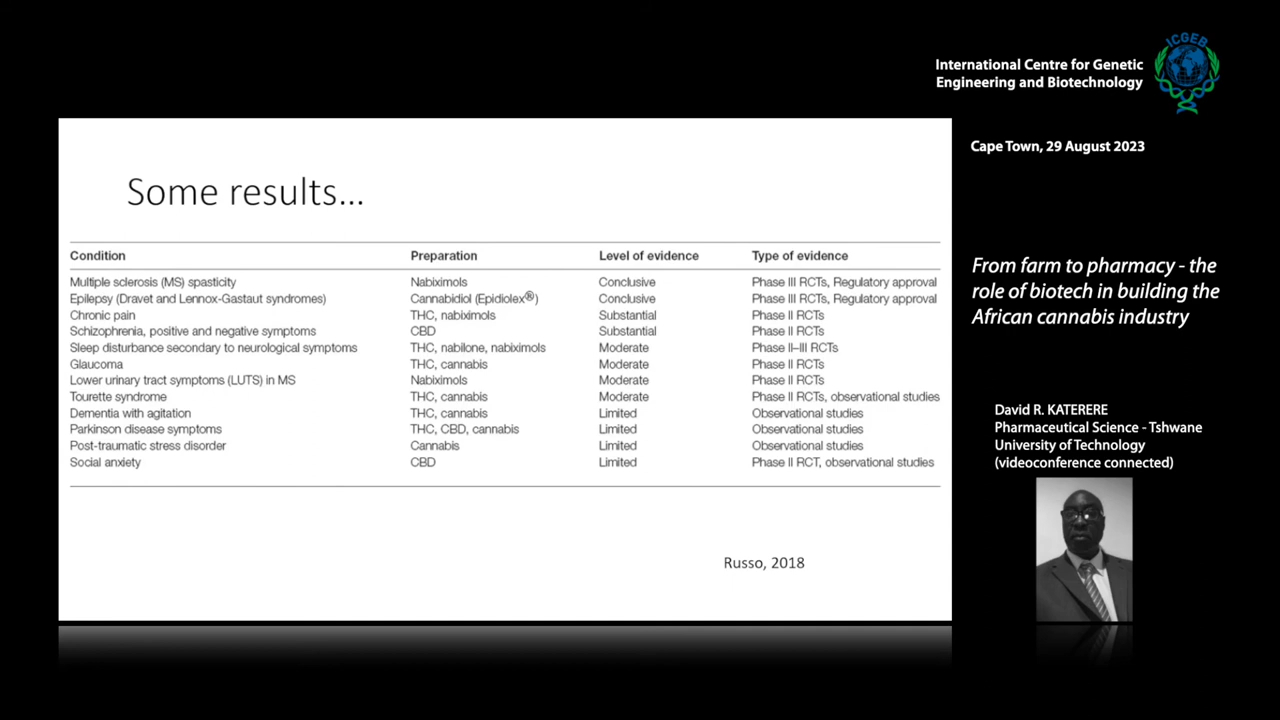 ICGEB
International Centre for Genetic
Engineering and Biotechnology
Cape Town, 29 August 2023
Some results...
Condition Preparation Level of evidence Type of evidence
Multiple sclerosis (MS) spasticity Nabiximols Conclusive Phase III RCTs, Regulatory approval
Epilepsy (Dravet and Lennox-Gastaut syndromes) Cannabidiol (Epidiolex®) Conclusive Phase III RCTs, Regulatory approval
Chronic pain THC, nabiximols Substantial Phase II RCTs
Schizophrenia, positive and negative symptoms CBD Substantial Phase II RCTs
Sleep disturbance secondary to neurological symptoms THC, nabilone, nabiximols Moderate Phase II–III RCTs
Glaucoma THC, cannabis Moderate Phase II RCTs
Lower urinary tract symptoms (LUTS) in MS Nabiximols Moderate Phase II RCTs
Tourette syndrome THC, cannabis Moderate Phase II RCTs, observational studies
Dementia with agitation THC, cannabis Limited Observational studies
Parkinson disease symptoms THC, CBD, cannabis Limited Observational studies
Post-traumatic stress disorder Cannabis Limited Observational studies
Social anxiety CBD Limited Phase II RCT, observational studies
Russo, 2018
From farm to pharmacy - the
role of biotech in building the
African cannabis industry
David R. KATERERE
Pharmaceutical Science - Tshwane
University of Technology
(videoconference connected)